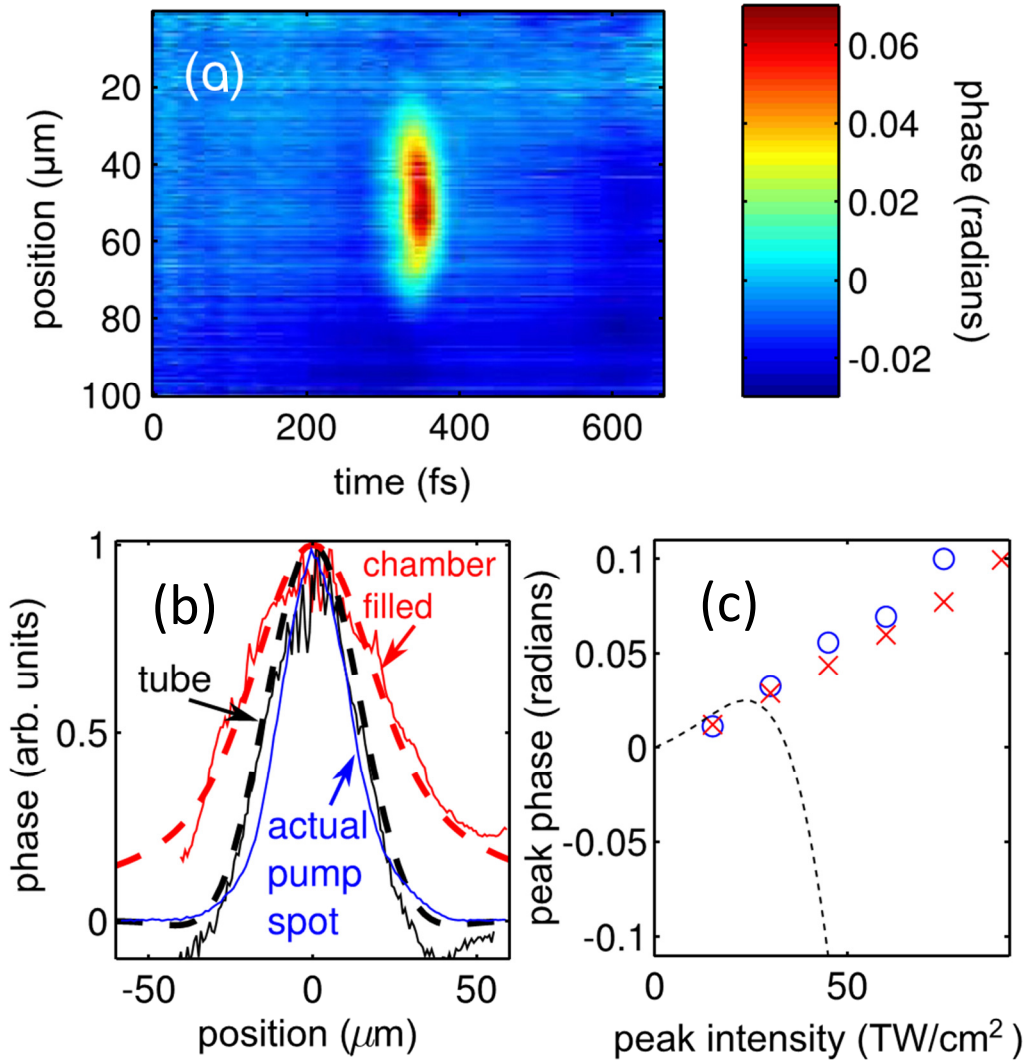 (a)
20
40
60
80
100
position (µm)
0 200 400 600
time (fs)
0.06
0.04
0.02
0
-0.02
phase (radians)
(b)
1
0.5
0
phase (arb. units)
chamber
filled
tube
actual
pump
spot
-50 0 50
position (µm)
(c)
0.1
0.05
0
-0.05
-0.1
peak phase (radians)
0 50
peak intensity (TW/cm²)